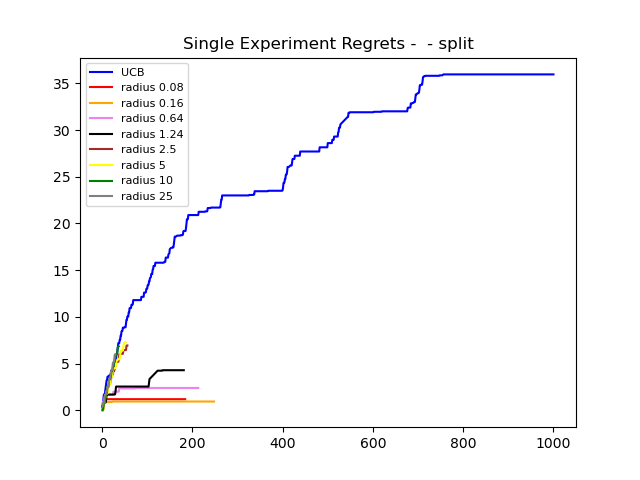 Single Experiment Regrets -  - split
UCB
radius 0.08
radius 0.16
radius 0.64
radius 1.24
radius 2.5
radius 5
radius 10
radius 25
35
30
25
20
15
10
5
0
0 200 400 600 800 1000